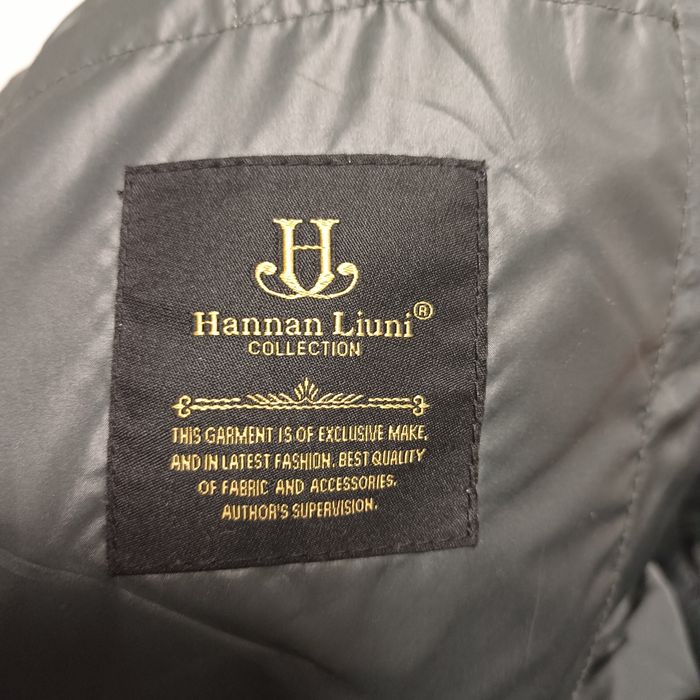 H
Hannan Liuni®
COLLECTION
THIS GARMENT IS OF EXCLUSIVE MAKE,
AND IN LATEST FASHION. BEST QUALITY
OF FABRIC AND ACCESSORIES.
AUTHOR'S SUPERVISION.